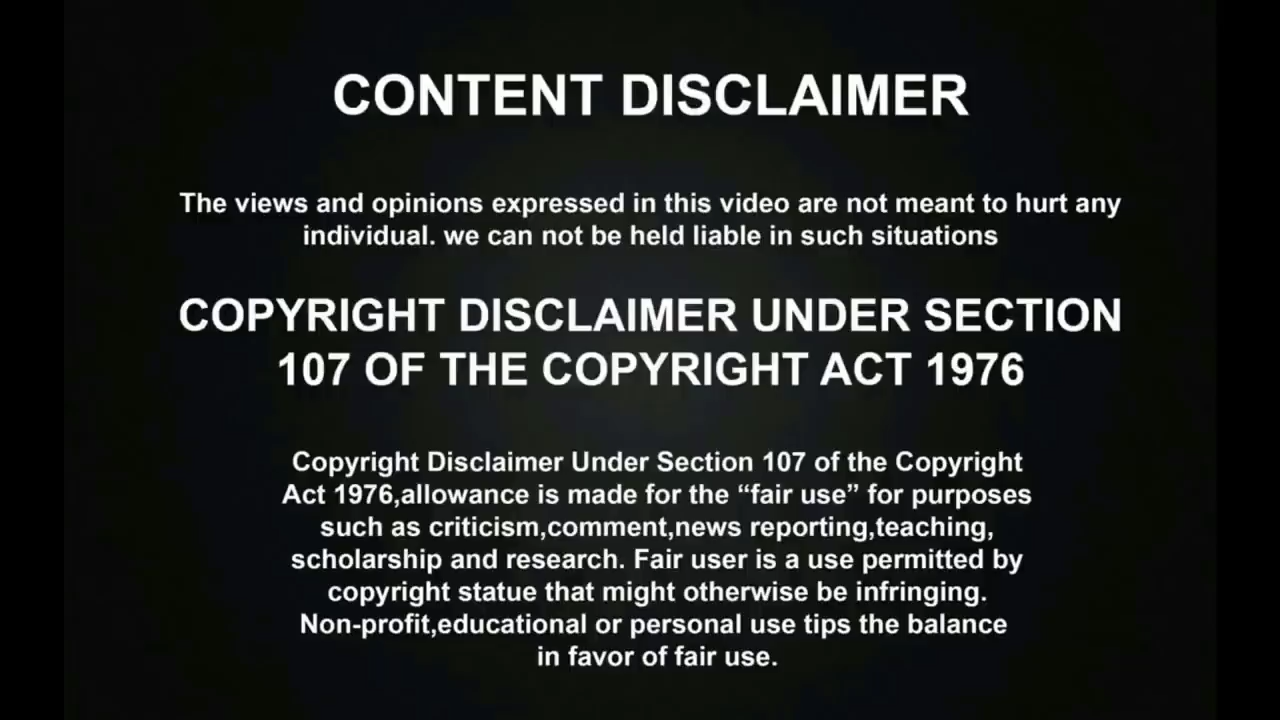 CONTENT DISCLAIMER
The views and opinions expressed in this video are not meant to hurt any
individual. we can not be held liable in such situations
COPYRIGHT DISCLAIMER UNDER SECTION
107 OF THE COPYRIGHT ACT 1976
Copyright Disclaimer Under Section 107 of the Copyright
Act 1976,allowance is made for the “fair use” for purposes
such as criticism,comment,news reporting,teaching,
scholarship and research. Fair user is a use permitted by
copyright statue that might otherwise be infringing.
Non-profit,educational or personal use tips the balance
in favor of fair use.